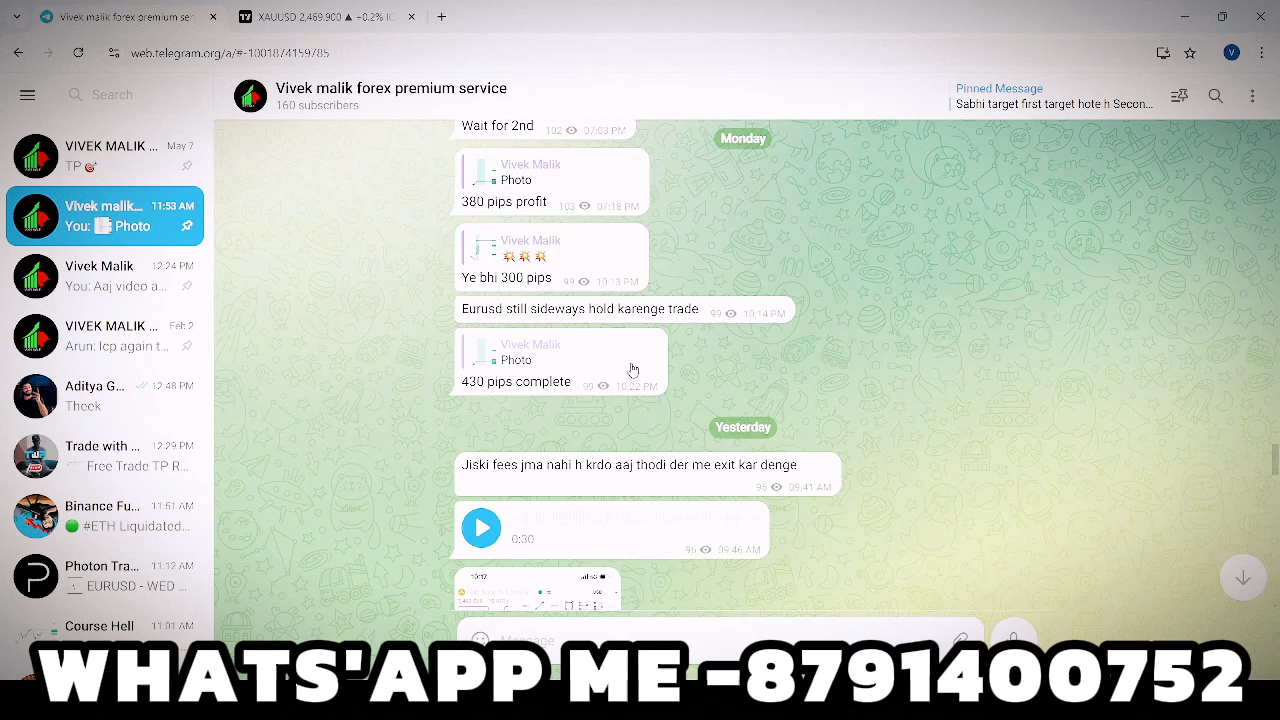 Vivek malik forex premium ser
XAUUSD 2,469.900 ▲ +0.2% IC
web.telegram.org/a/#-1001874159785
V
Search
Vivek malik forex premium service
160 subscribers
Pinned Message
Sabhi target first target hote h Secon...
VIVEK MALIK ... May 7
TP 🎯
Vivek malik... 11:53 AM
You: Photo
Vivek Malik 12:24 PM
You: Aaj video a...
VIVEK MALIK ... Feb 2
Arun: Icp again t...
Aditya G... 12:48 PM
Theek
Trade with ... 12:29 PM
Free Trade TP R...
Binance Fu... 11:51 AM
🟢 #ETH Liquidated...
Photon Tra... 11:12 AM
EURUSD - WED ...
Course Hell 11:01 AM
Wait for 2nd 102 07:03 PM
Monday
Vivek Malik
Photo
380 pips profit 103 07:18 PM
Vivek Malik
💥💥💥
Ye bhi 300 pips 99 10:13 PM
Eurusd still sideways hold karenge trade 99 10:14 PM
Vivek Malik
Photo
430 pips complete 99 10:22 PM
Yesterday
Jiski fees jma nahi h krdo aaj thodi der me exit kar denge
96 09:41 AM
0:30
96 09:46 AM
10:17
Message
WHATS'APP ME -8791400752